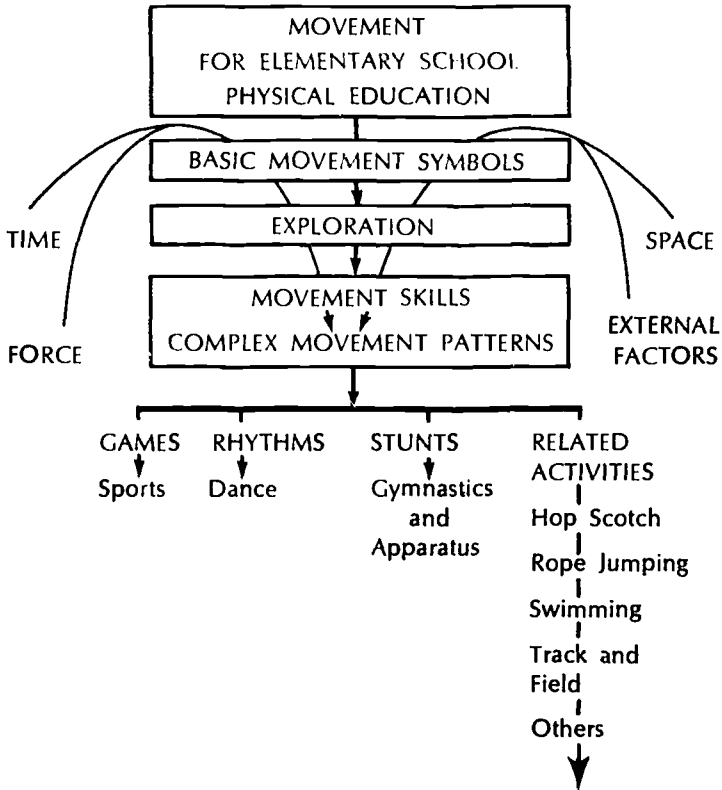 MOVEMENT
FOR ELEMENTARY SCHOOL
PHYSICAL EDUCATION
BASIC MOVEMENT SYMBOLS
EXPLORATION
TIME
SPACE
MOVEMENT SKILLS
COMPLEX MOVEMENT PATTERNS
FORCE
EXTERNAL
FACTORS
GAMES
Sports
RHYTHMS
Dance
STUNTS
Gymnastics
and
Apparatus
RELATED
ACTIVITIES
Hop Scotch
Rope Jumping
Swimming
Track and
Field
Others